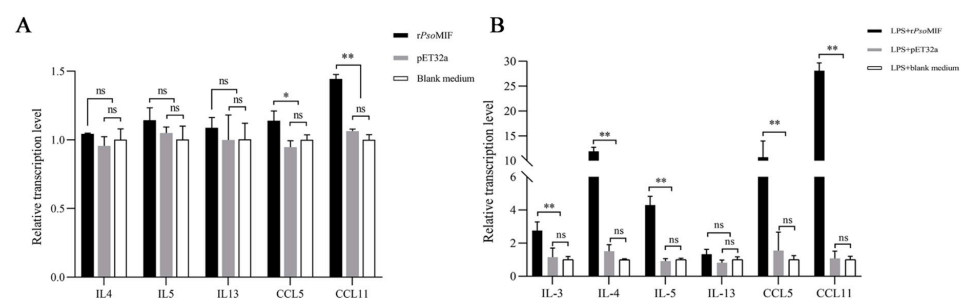 A
rPsoMIF
pET32a
Blank medium
Relative transcription level
1.5
1.0
0.5
0.0
ns
ns
ns
ns
ns
ns
*
ns
**
ns
IL4
IL5
IL13
CCL5
CCL11
B
LPS+rPsoMIF
LPS+pET32a
LPS+blank medium
Relative transcription level
30
25
20
15
10
6
4
2
0
**
ns
**
ns
**
ns
ns
ns
**
ns
**
ns
IL-3
IL-4
IL-5
IL-13
CCL5
CCL11